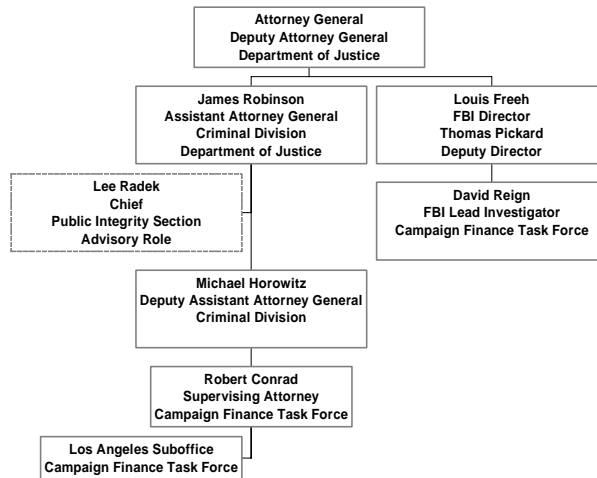 Attorney General
Deputy Attorney General
Department of Justice
James Robinson
Assistant Attorney General
Criminal Division
Department of Justice
Louis Freeh
FBI Director
Thomas Pickard
Deputy Director
Lee Radek
Chief
Public Integrity Section
Advisory Role
David Reign
FBI Lead Investigator
Campaign Finance Task Force
Michael Horowitz
Deputy Assistant Attorney General
Criminal Division
Robert Conrad
Supervising Attorney
Campaign Finance Task Force
Los Angeles Suboffice
Campaign Finance Task Force